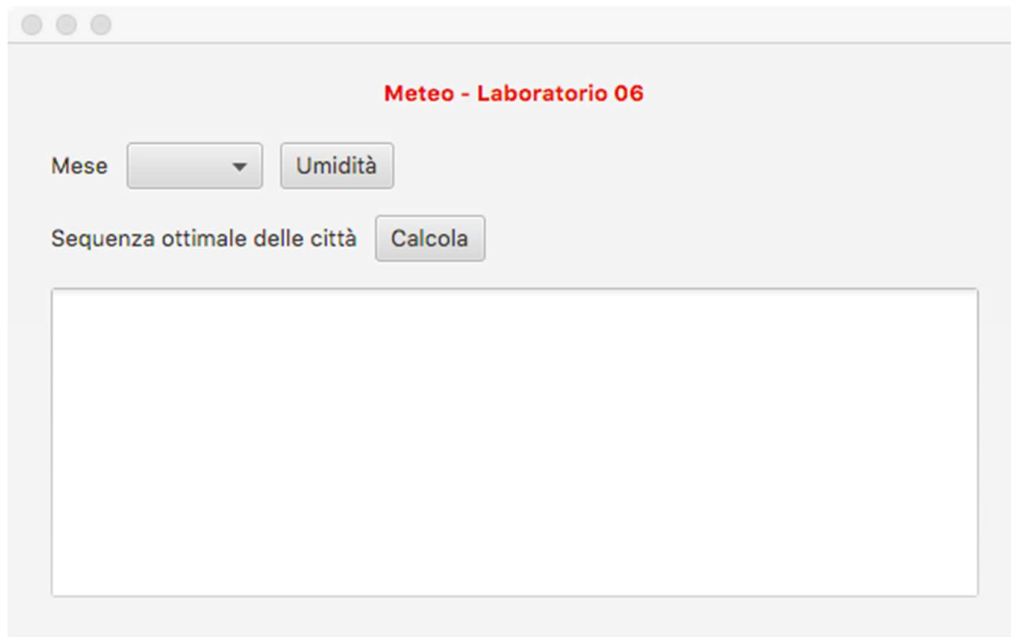 Meteo - Laboratorio 06
Mese Umidità
Sequenza ottimale delle città Calcola